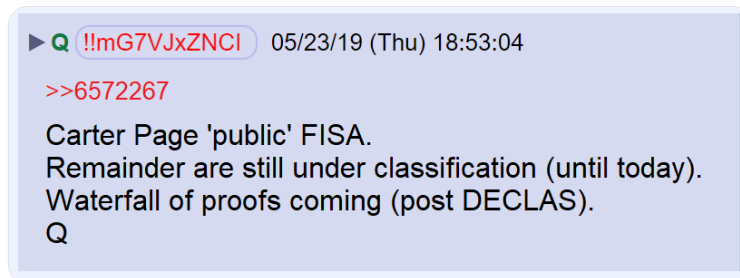 ▶ Q !!mG7VJxZNCI 05/23/19 (Thu) 18:53:04
>>6572267
Carter Page 'public' FISA.
Remainder are still under classification (until today).
Waterfall of proofs coming (post DECLAS).
Q